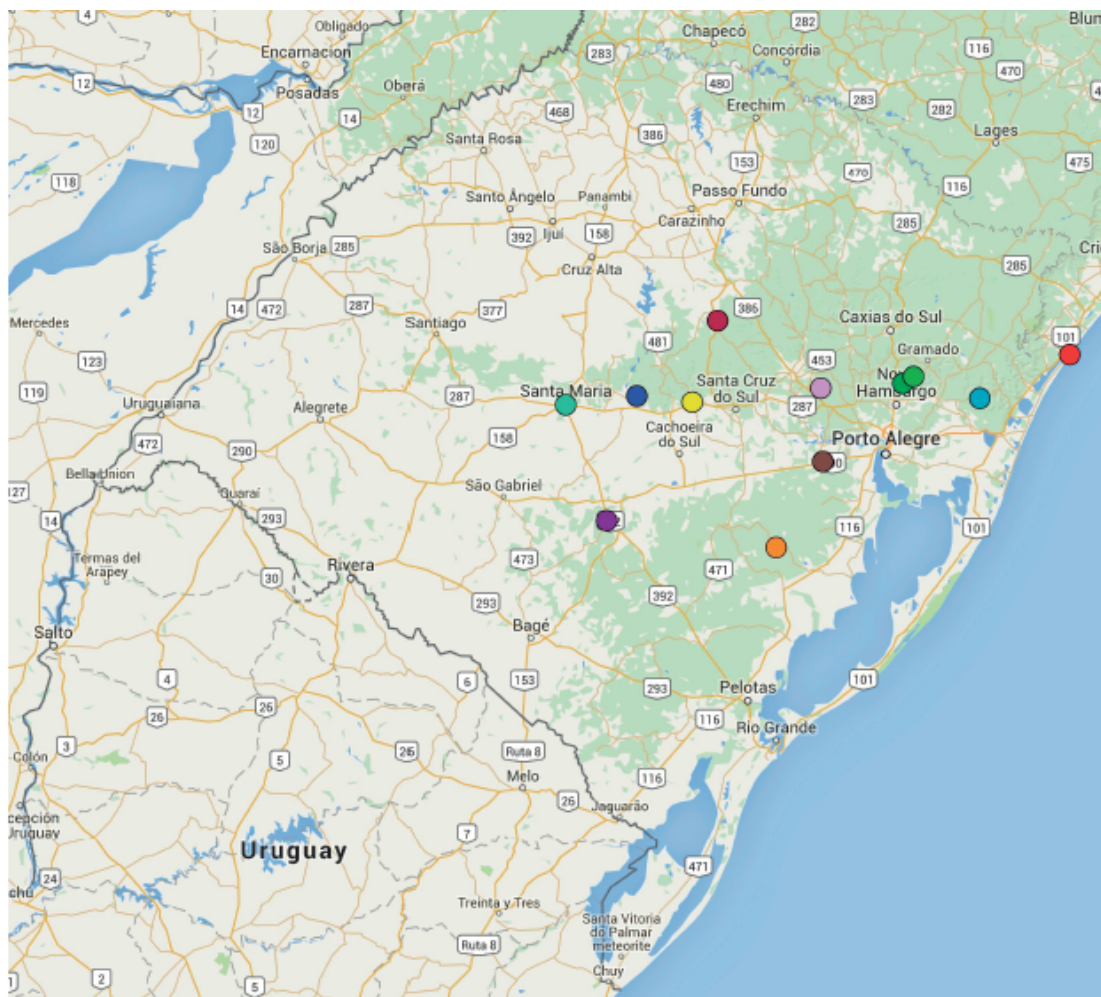 4
Obligado
Encarnacion
Posadas
12
12
14
120
118
Oberá
Chapecó
282
283
Concórdia
116
Blun
470
480
283
282
Erechim
Lages
468
386
153
475
470
116
Santa Rosa
Santo Ângelo
Panambi
Passo Fundo
Carazinho
Ijuí
392
158
285
285
Cruz Alta
São Borja
285
14
472
287
377
386
Mercedes
Santiago
Caxias do Sul
101
123
481
453
Gramado
119
Santa Maria
Santa Cruz
do Sul
287
Hamburgo
Uruguaiana
Alegrete
287
158
Cachoeira
do Sul
Porto Alegre
472
290
Bella Union
127
São Gabriel
Quaraí
14
293
116
101
Termas del
Arapey
473
471
30
Rivera
293
392
Salto
Bagé
4
6
153
293
101
26
26
Pelotas
116
Rio Grande
3
5
26
Ruta 8
Colón
Melo
116
26
Jaguarão
Uruguay
cepción
Uruguay
7
471
24
chú
Treinta y Tres
Santa Vitoria
do Palmar
meteorite
Ruta 8
Chuy
1
2
5